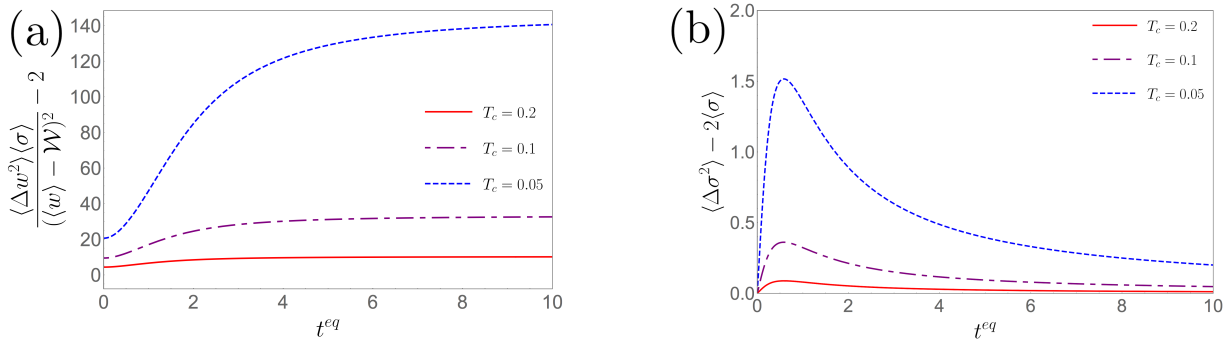 (a)
⟨Δw²⟩⟨σ⟩
(⟨w⟩ − 𝒲)² − 2
140
120
100
80
60
40
20
0
T_c = 0.2
T_c = 0.1
T_c = 0.05
0 2 4 6 8 10
t^{eq}
(b)
⟨Δσ²⟩ − 2⟨σ⟩
2.0
1.5
1.0
0.5
0.0
T_c = 0.2
T_c = 0.1
T_c = 0.05
0 2 4 6 8 10
t^{eq}